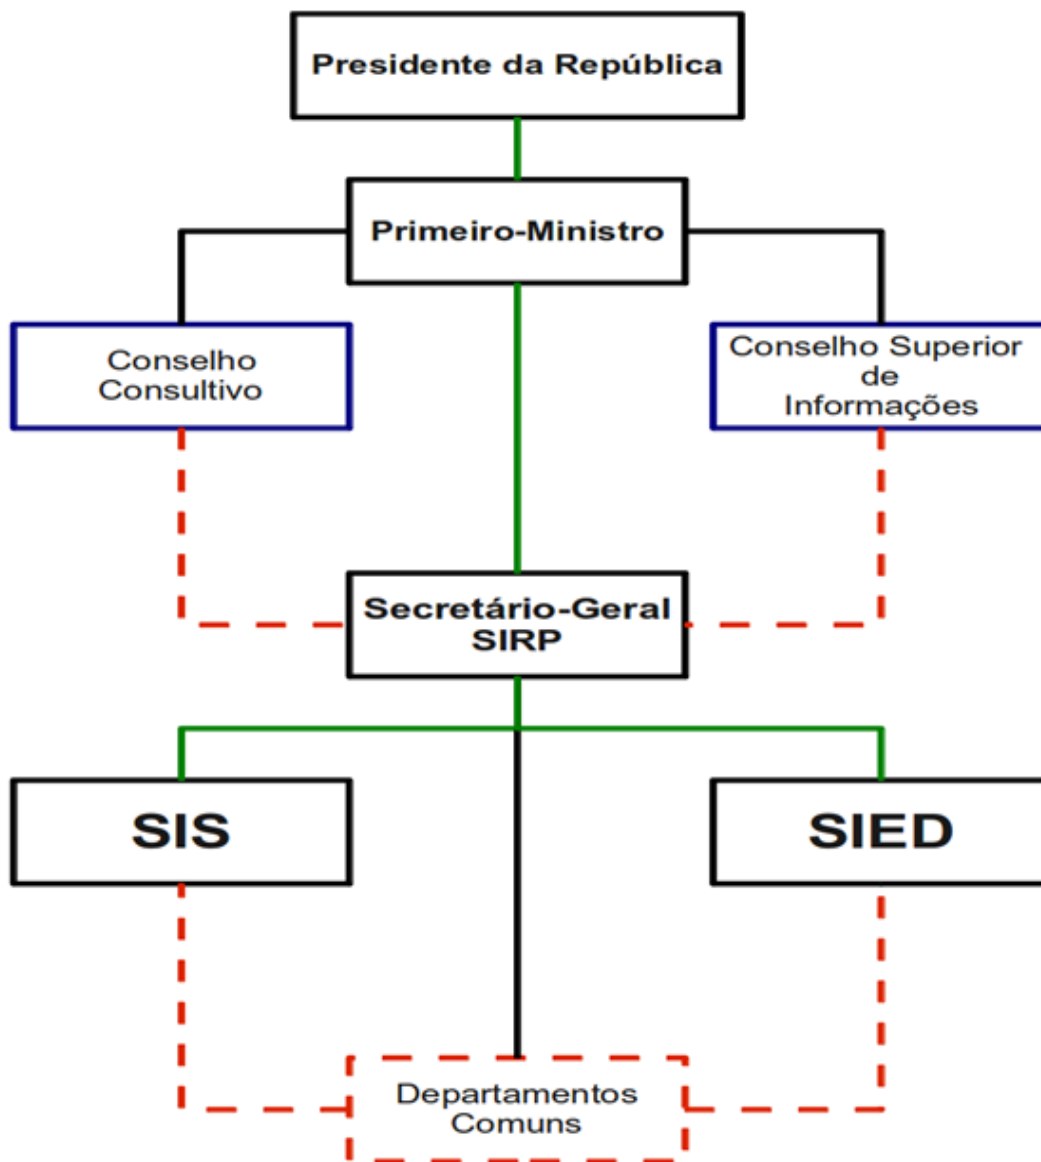 Presidente da República
Primeiro-Ministro
Conselho
Consultivo
Conselho Superior
de
Informações
Secretário-Geral
SIRP
SIS
SIED
Departamentos
Comuns